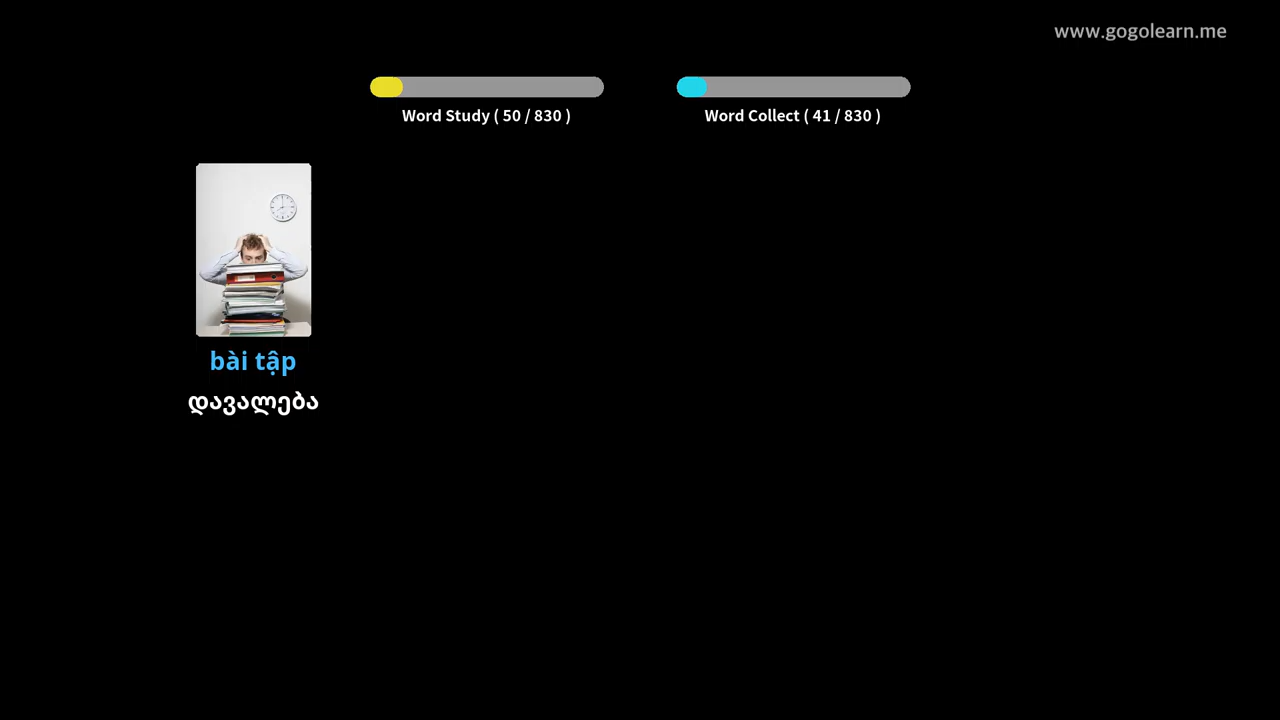 www.gogolearn.me
Word Study ( 50 / 830 )
Word Collect ( 41 / 830 )
bài tập
დავალება